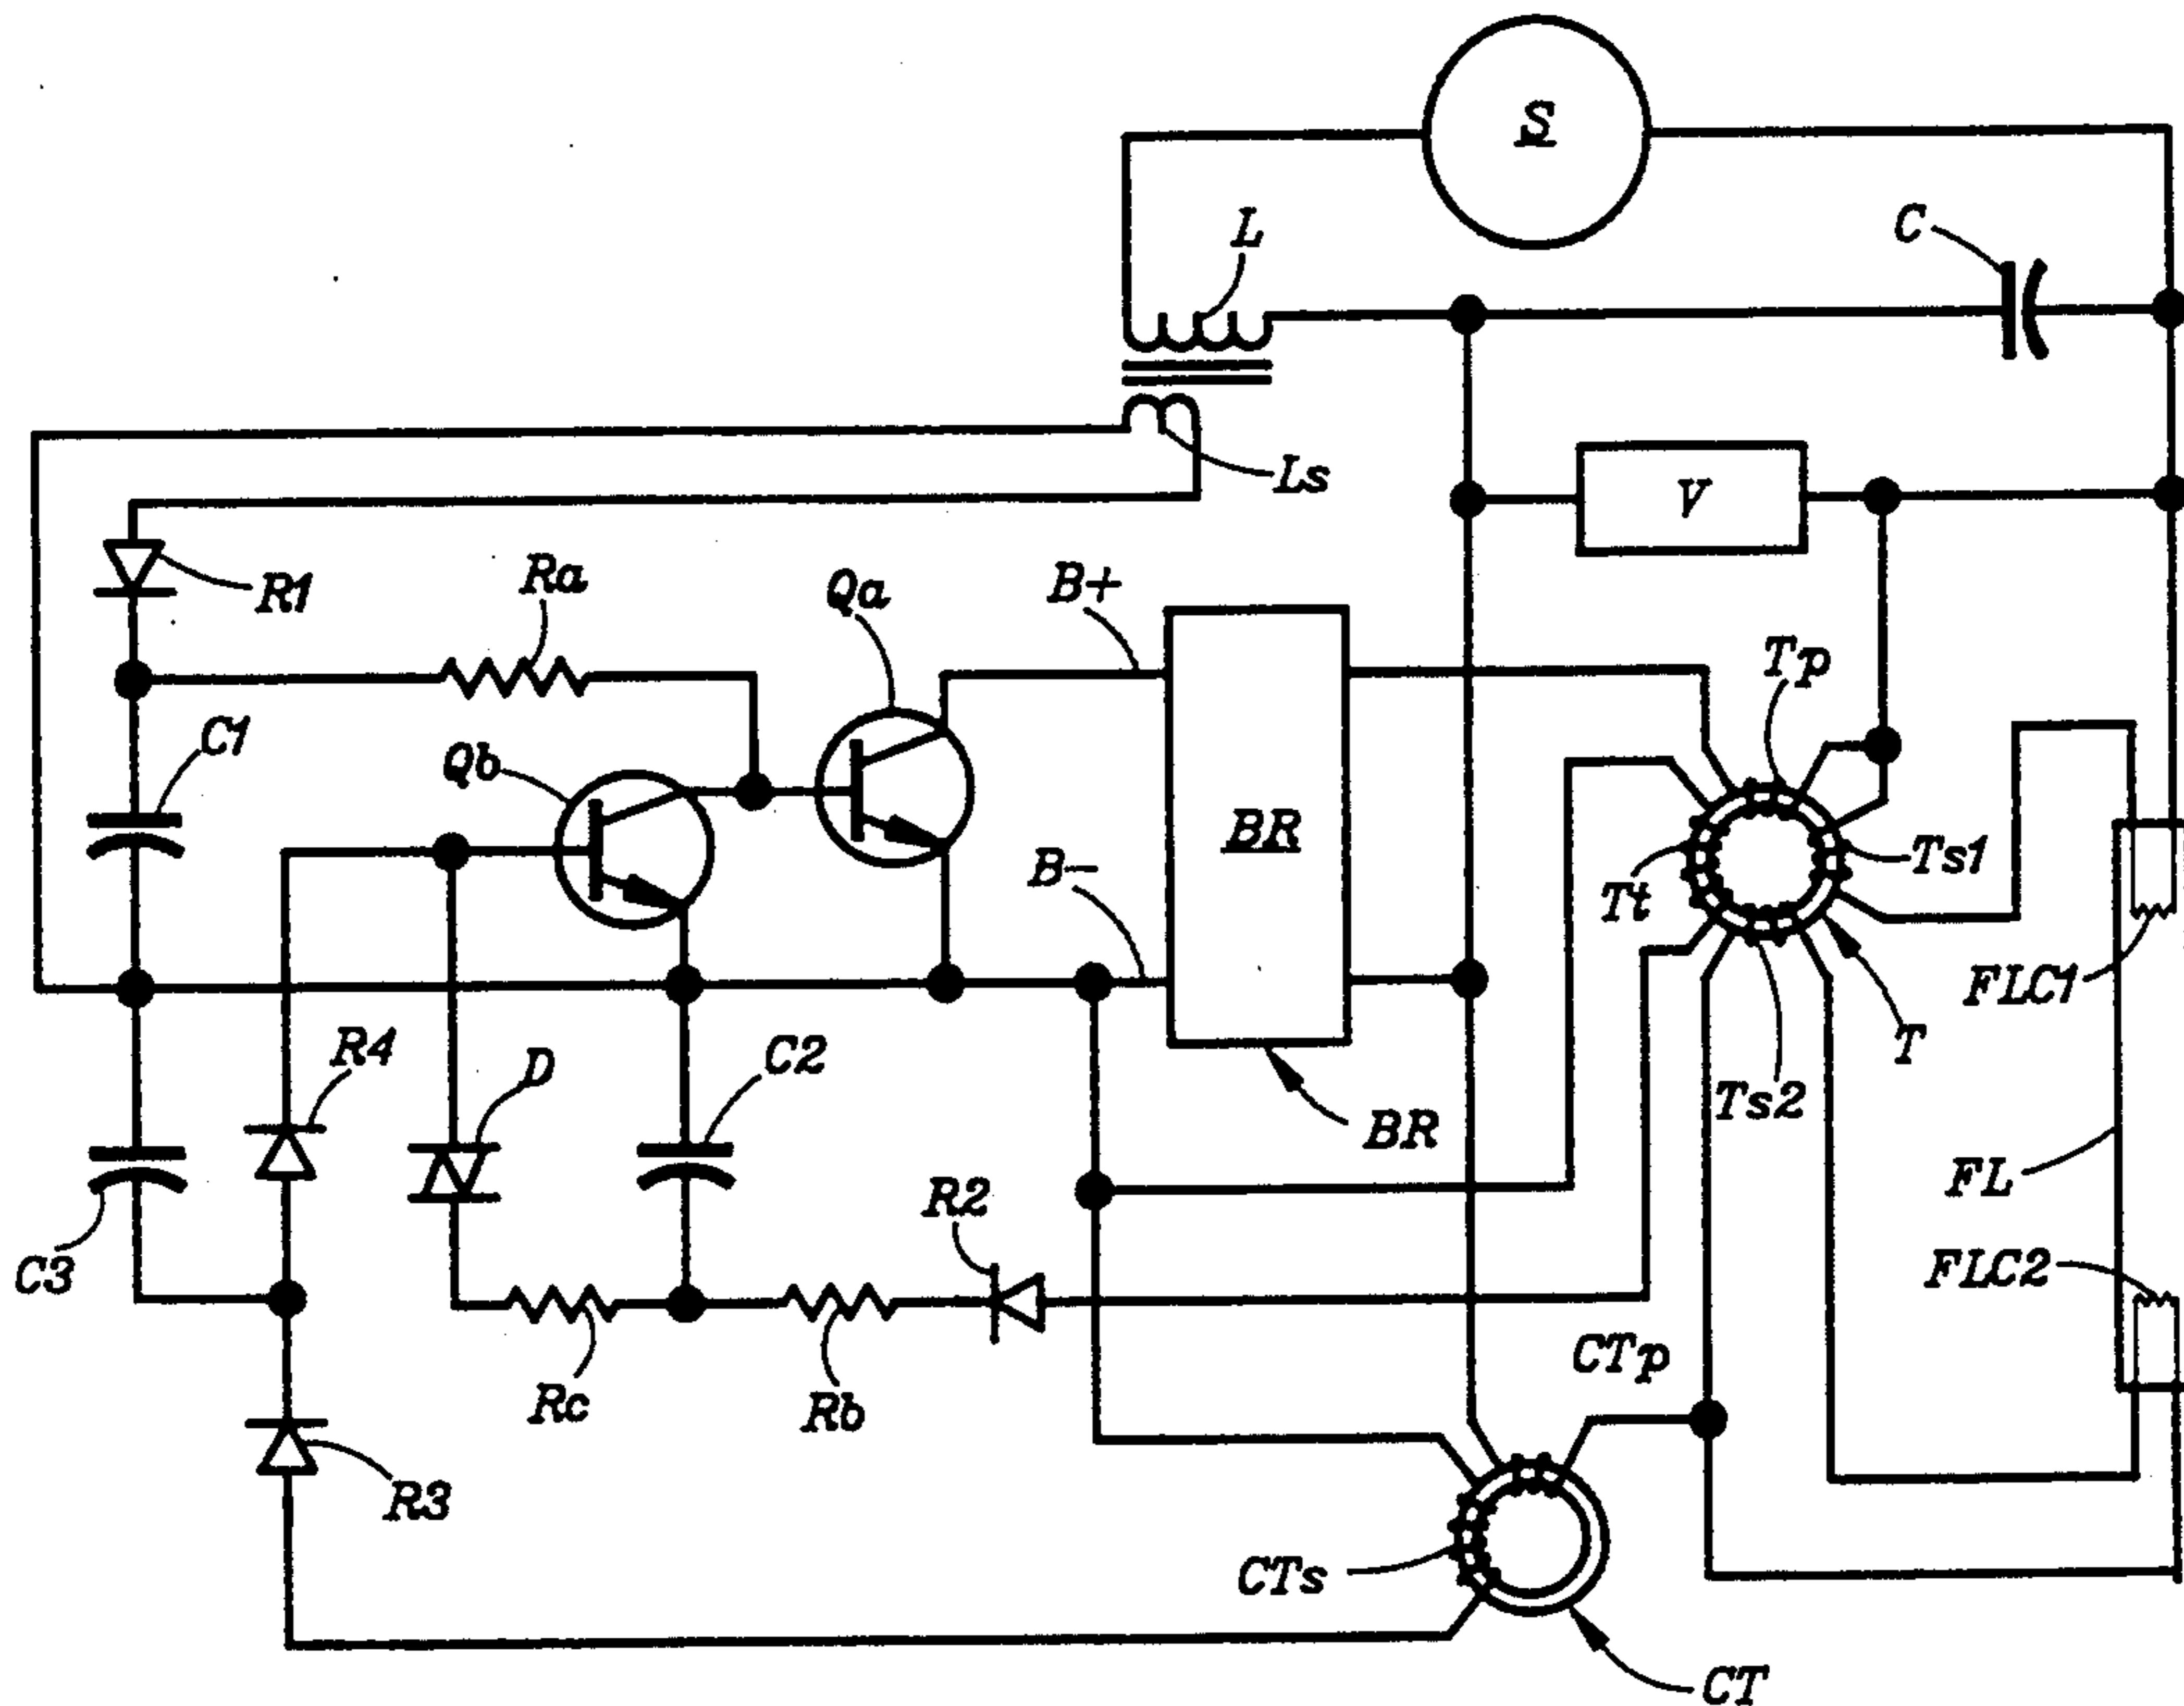 S
C
L
Ls
V
R1
Ra
Qa
B+
Tp
C1
Qb
BR
B-
Ts1
Tt
FLC1
T
R4
D
C2
BR
Ts2
R2
FL
C3
FLC2
Rc
Rb
CTp
R3
CTs
CT